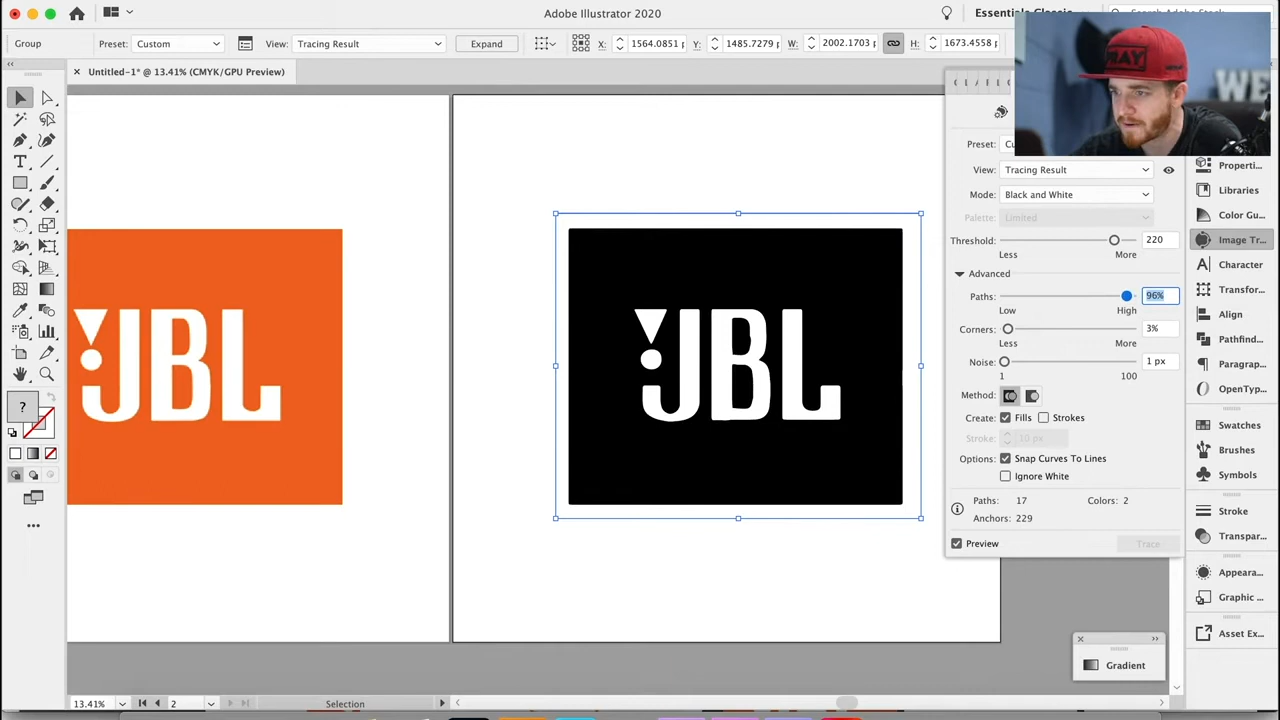 Adobe Illustrator 2020
Essentials Classic
Group
Preset:
Custom
View:
Tracing Result
Expand
X:
1564.0851
Y:
1485.7279
W:
2002.1703
H:
1673.4558
Untitled-1* @ 13.41% (CMYK/GPU Preview)
Preset:
View:
Tracing Result
Mode:
Black and White
Palette:
Limited
Threshold:
220
Less
More
Advanced
Paths:
96%
Low
High
Corners:
3%
Less
More
Noise:
1 px
1
100
Method:
Create:
Fills
Strokes
Stroke:
10 px
Options:
Snap Curves To Lines
Ignore White
Paths:
17
Colors:
2
Anchors:
229
Preview
Trace
JBL
JBL
WE
Properti...
Libraries
Color Gu...
Image Tr...
Character
Transfor...
Align
Pathfind...
Paragrap...
OpenTyp...
Swatches
Brushes
Symbols
Stroke
Transpar...
Appeara...
Graphic ...
Asset Ex...
Gradient
?
13.41%
2
Selection